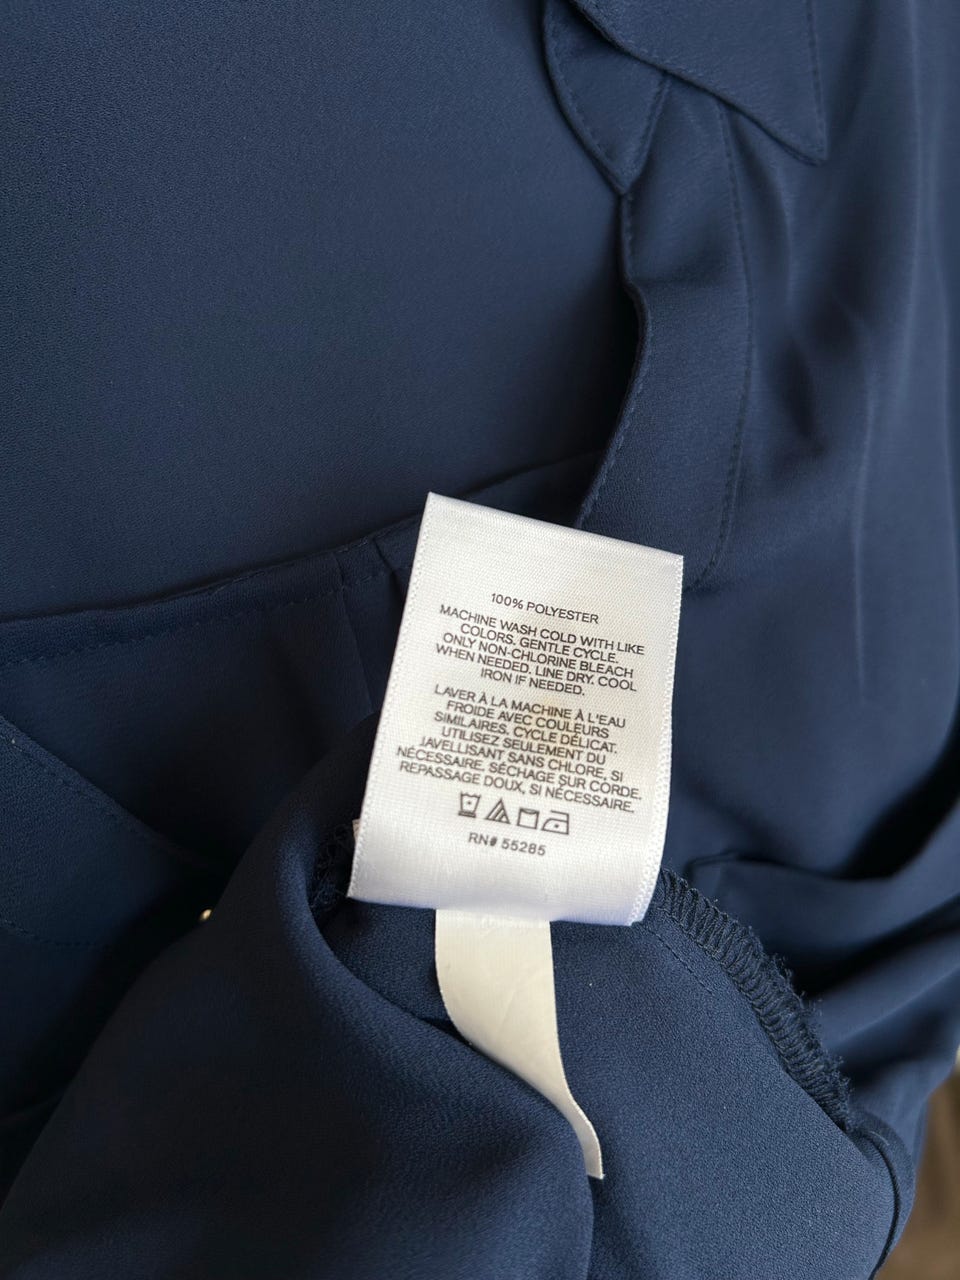 100% POLYESTER
MACHINE WASH COLD WITH LIKE
COLORS. GENTLE CYCLE.
ONLY NON-CHLORINE BLEACH
WHEN NEEDED. LINE DRY. COOL
IRON IF NEEDED.
LAVER À LA MACHINE À L'EAU
FROIDE AVEC COULEURS
SIMILAIRES. CYCLE DÉLICAT.
UTILISEZ SEULEMENT DU
JAVELLISANT SANS CHLORE, SI
NÉCESSAIRE. SÉCHAGE SUR CORDE.
REPASSAGE DOUX, SI NÉCESSAIRE.
RN# 55285